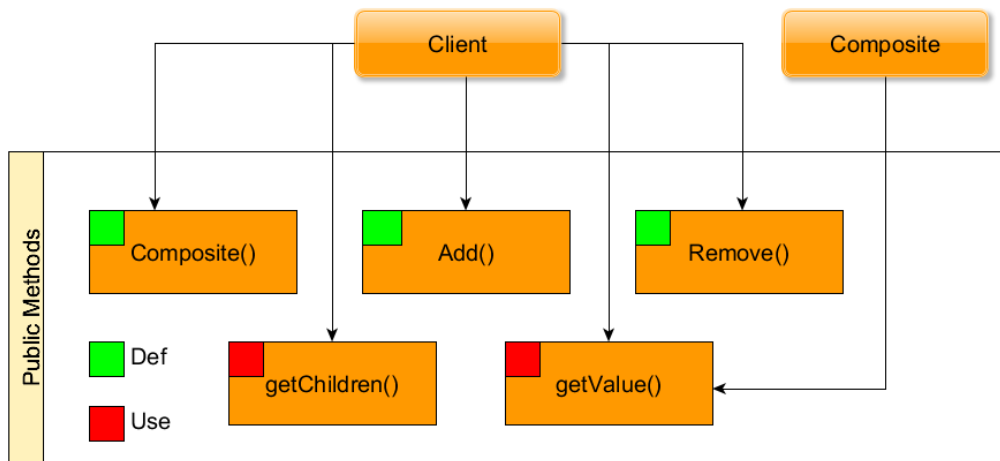 Client
Composite
Public Methods
Composite()
Add()
Remove()
Def
getChildren()
getValue()
Use